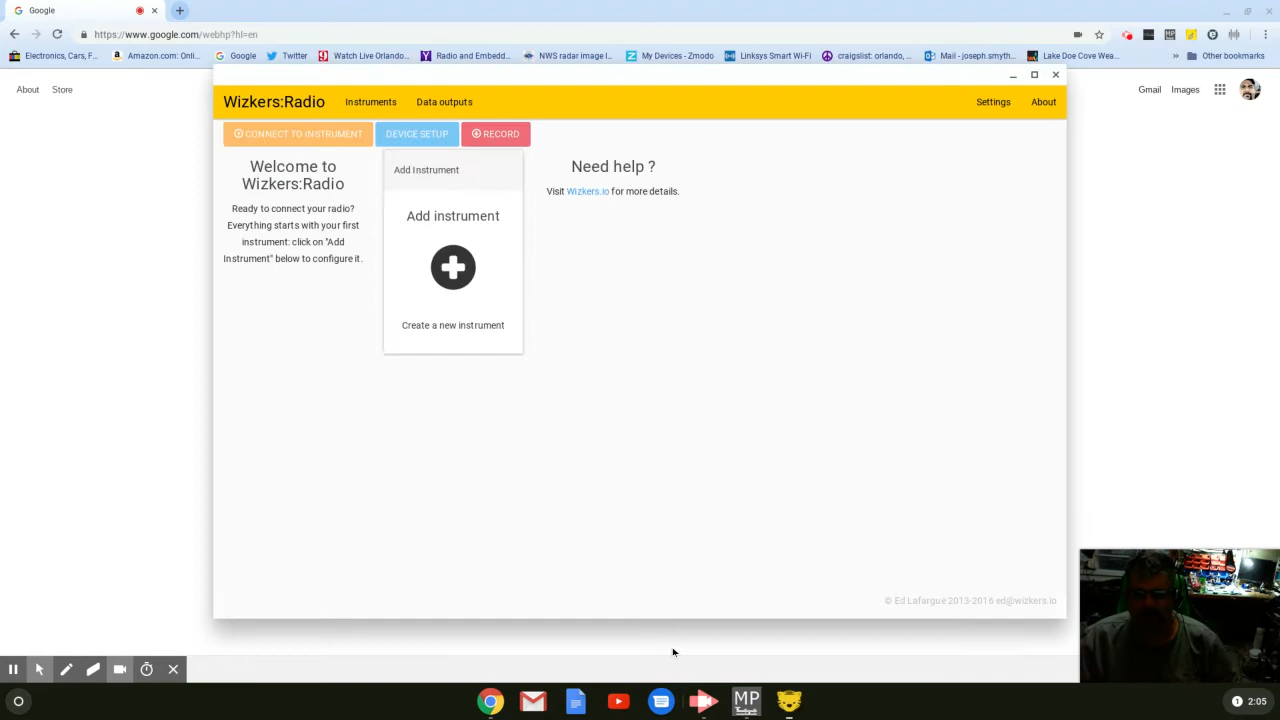 Google
https://www.google.com/webhp?hl=en
Electronics, Cars, F...
Amazon.com: Onli...
Google
Twitter
Watch Live Orlando...
Radio and Embedd...
NWS radar image l...
My Devices - Zmodo
Linksys Smart Wi-Fi
craigslist: orlando, ...
Mail - joseph.smyth...
Lake Doe Cove Wea...
»
Other bookmarks
About
Store
Gmail
Images
Wizkers:Radio
Instruments
Data outputs
Settings
About
CONNECT TO INSTRUMENT
DEVICE SETUP
RECORD
Welcome to
Wizkers:Radio
Ready to connect your radio?
Everything starts with your first
instrument: click on "Add
Instrument" below to configure it.
Add Instrument
Add instrument
Create a new instrument
Need help ?
Visit Wizkers.io for more details.
© Ed Lafargue 2013-2016 ed@wizkers.io
MP
2:05